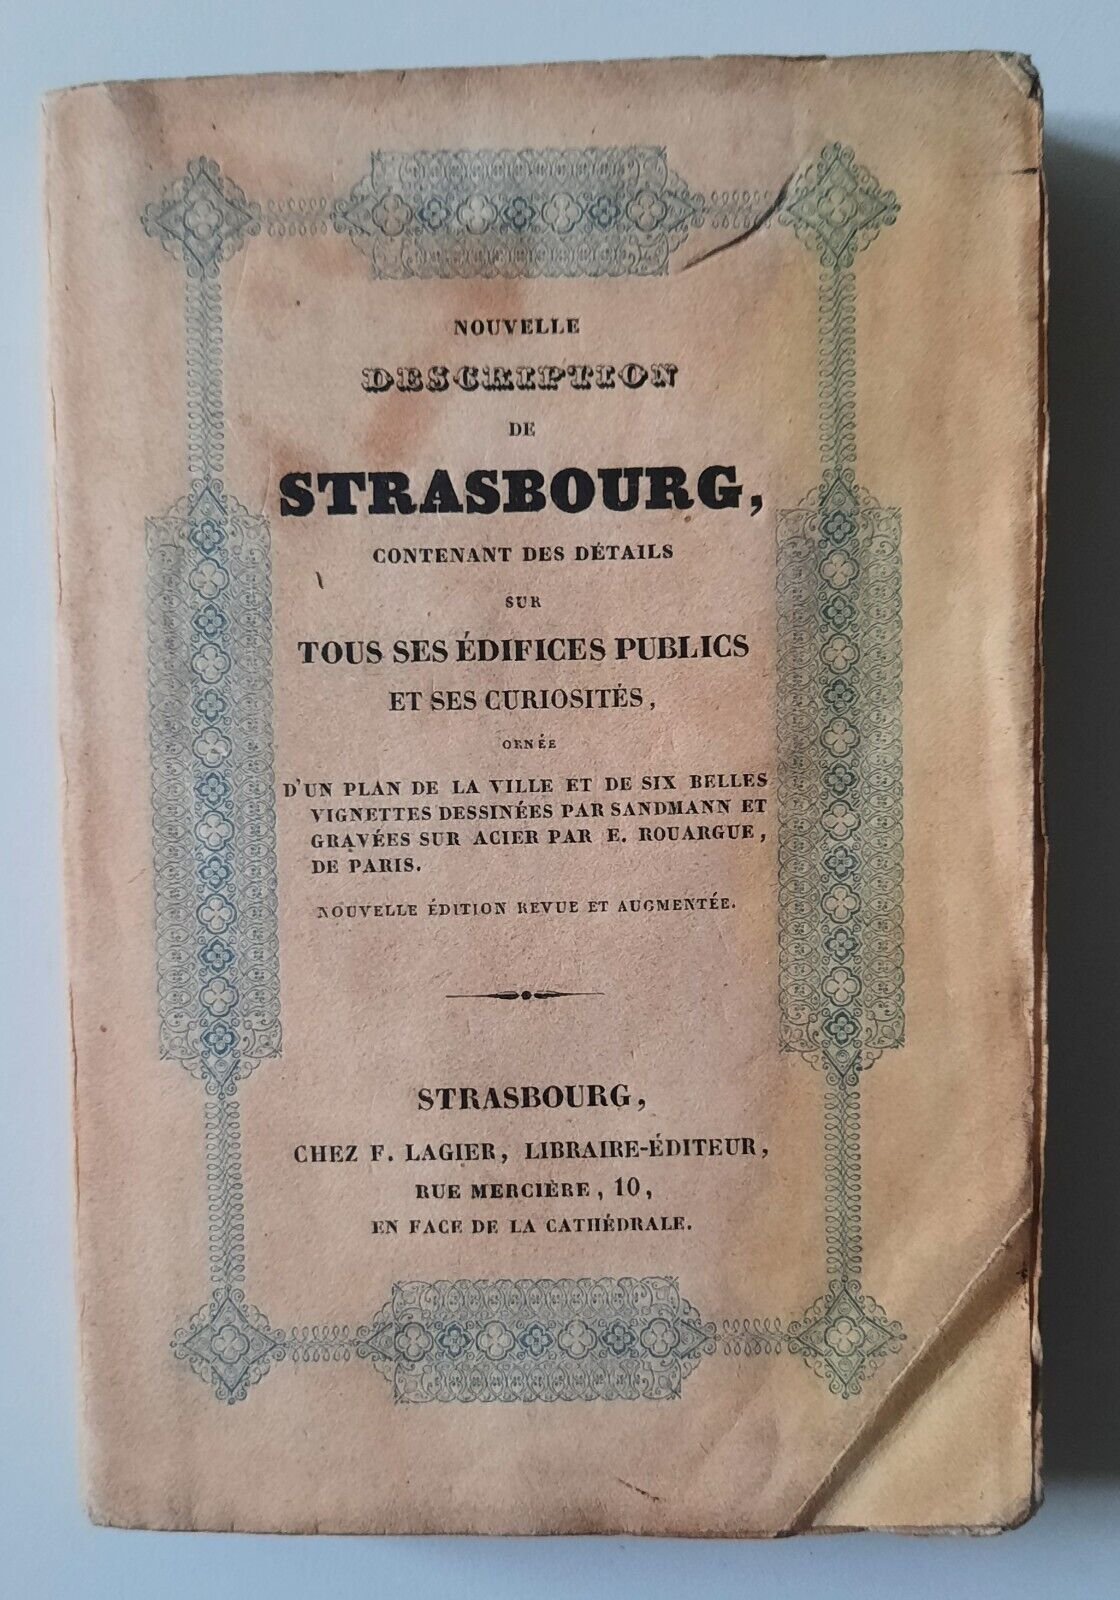 NOUVELLE
DESCRIPTION
DE
STRASBOURG,
CONTENANT DES DÉTAILS
SUR
TOUS SES ÉDIFICES PUBLICS
ET SES CURIOSITÉS,
ORNÉE
D'UN PLAN DE LA VILLE ET DE SIX BELLES
VIGNETTES DESSINÉES PAR SANDMANN ET
GRAVÉES SUR ACIER PAR E. ROUARGUE,
DE PARIS.
NOUVELLE ÉDITION REVUE ET AUGMENTÉE.
STRASBOURG,
CHEZ F. LAGIER, LIBRAIRE-ÉDITEUR,
RUE MERCIÈRE, 10,
EN FACE DE LA CATHÉDRALE.